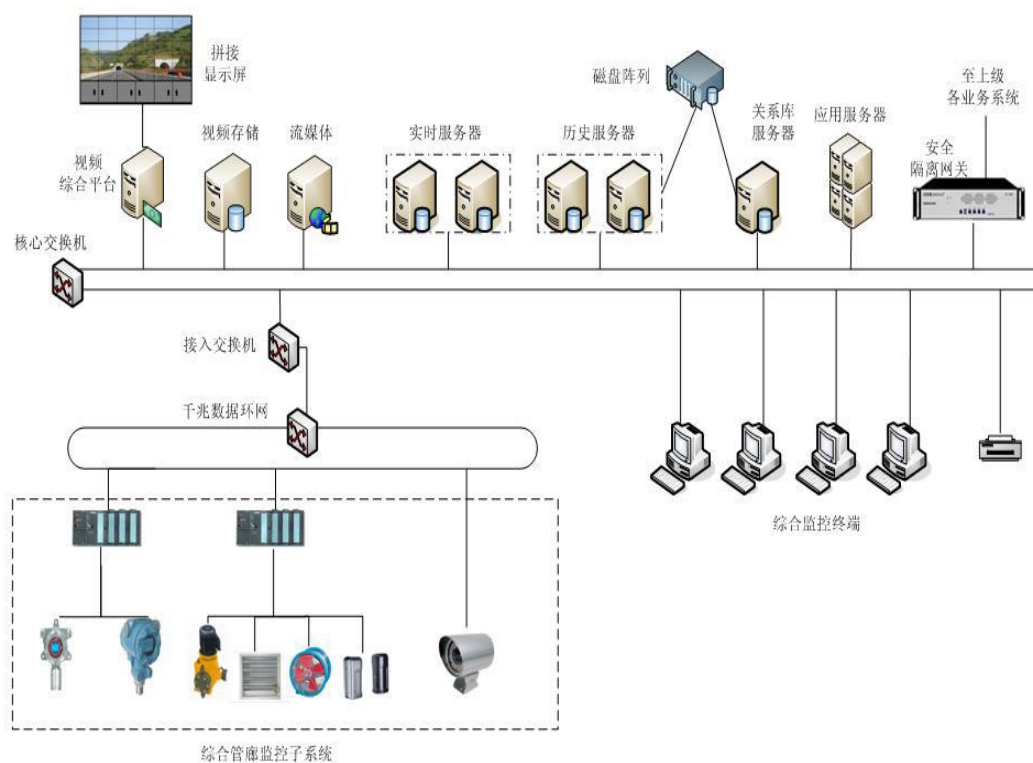 拼接
显示屏
磁盘阵列
至上级
各业务系统
视频存储
流媒体
实时服务器
历史服务器
关系库
服务器
应用服务器
安全
隔离网关
视频
综合平台
核心交换机
接入交换机
千兆数据环网
综合监控终端
综合管廊监控子系统